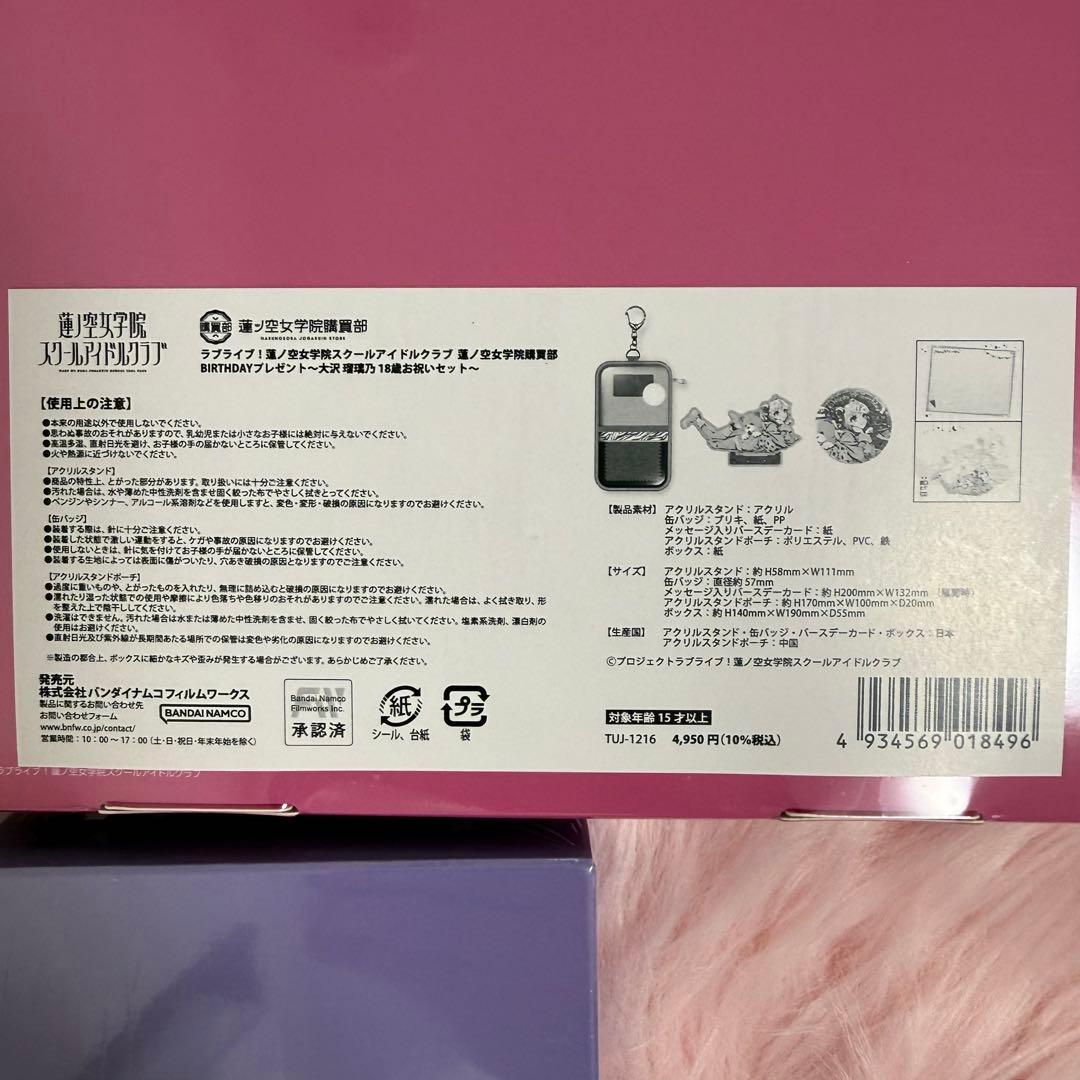 蓮ノ空女学院
スクールアイドルクラブ
購買部
蓮ノ空女学院購買部
HASUNOSORA JOGAKUIN STORE
ラブライブ！蓮ノ空女学院スクールアイドルクラブ 蓮ノ空女学院購買部
BIRTHDAYプレゼント～大沢 瑠璃乃 18歳お祝いセット～
【使用上の注意】
●本来の用途以外で使用しないでください。
●思わぬ事故のおそれがありますので、乳幼児または小さなお子様には絶対に与えないでください。
●高温多湿、直射日光を避け、お子様の手の届かないところに保管してください。
●火や熱源に近づけないでください。
【アクリルスタンド】
●商品の特性上、とがった部分があります。取り扱いには十分ご注意ください。
●汚れた場合は、水や薄めた中性洗剤を含ませ固く絞った布でやさしく拭きとってください。
●ベンジンやシンナー、アルコール系溶剤などを使用しますと、変色・変形・破損の原因になりますのでお避けください。
【缶バッジ】
●装着する際は、針に十分ご注意ください。
●装着した状態で激しい運動をすると、ケガや事故の原因になりますのでお避けください。
●使用しないときは、針に気を付けてお子様の手が届かないところに保管してください。
●装着する生地によっては表面に傷がついたり、穴あき破損の原因となりますのでご注意ください。
【アクリルスタンドポーチ】
●過度に重いものや、とがったものを入れたり、無理に詰め込むと破損の原因になりますのでお避けください。
●濡れたり湿った状態での使用や摩擦により色落ちや色移りのおそれがありますのでご注意ください。濡れた場合は、よく拭き取り、形を整えた上で陰干ししてください。
●洗濯はできません。汚れた場合は水または薄めた中性洗剤を含ませ、固く絞った布でやさしく拭いてください。塩素系洗剤、漂白剤の使用はお避けください。
●直射日光及び紫外線が長期間あたる場所での保管は変色や劣化の原因になりますのでお避けください。
※製造の都合上、ボックスに細かなキズや歪みが発生する場合がございます。あらかじめご了承ください。
発売元
株式会社バンダイナムコフィルムワークス
製品に関するお問い合わせ先
お問い合わせフォーム
www.bnfw.co.jp/contact/
営業時間：10：00～17：00（土・日・祝日・年末年始を除く）
BANDAI NAMCO
Bandai Namco
Filmworks Inc.
承認済
紙
シール、台紙
プラ
袋
【製品素材】 アクリルスタンド：アクリル
缶バッジ：ブリキ、紙、PP
メッセージ入りバースデーカード：紙
アクリルスタンドポーチ：ポリエステル、PVC、鉄
ボックス：紙
【サイズ】 アクリルスタンド：約 H58mm×W111mm
缶バッジ：直径約 57mm
メッセージ入りバースデーカード：約 H200mm×W132mm（展開時）
アクリルスタンドポーチ：約 H170mm×W100mm×D20mm
ボックス：約 H140mm×W190mm×D55mm
【生産国】 アクリルスタンド・缶バッジ・バースデーカード・ボックス：日本
アクリルスタンドポーチ：中国
©プロジェクトラブライブ！蓮ノ空女学院スクールアイドルクラブ
対象年齢 15 才以上
TUJ-1216 4,950 円（10%税込）
4 934569 018496
ラブライブ！蓮ノ空女学院スクールアイドルクラブ